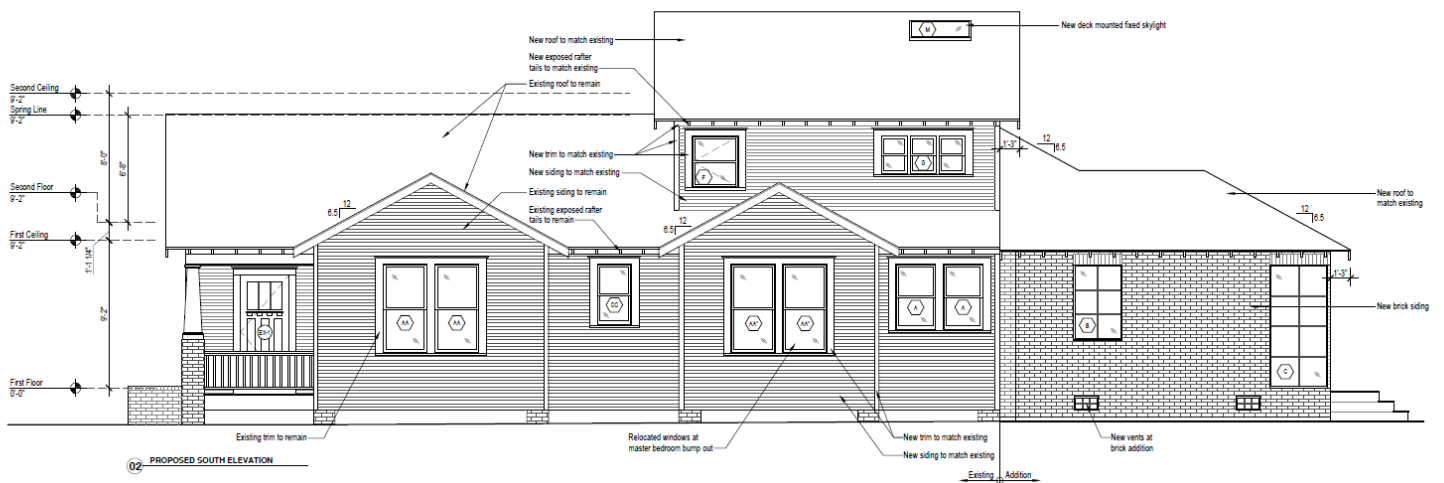 New deck mounted fixed skylight
M
New roof to match existing
New exposed rafter
tails to match existing
Existing roof to remain
Second Ceiling
9'-2"
Spring Line
9'-2"
8'-0"
6'-8"
1'-3"
12
6.5
New trim to match existing
F
G
New siding to match existing
Second Floor
9'-2"
Existing siding to remain
New roof to
match existing
12
6.5
Existing exposed rafter
tails to remain
12
6.5
12
6.5
First Ceiling
9'-2"
1'-1 1/4"
1'-3"
9'-2"
CC
A
A
New brick siding
EX-1
AA
AA
AA*
AA*
B
C
First Floor
0'-0"
Existing trim to remain
Relocated windows at
master bedroom bump out
New trim to match existing
New siding to match existing
New vents at
brick addition
02 PROPOSED SOUTH ELEVATION
Existing
Addition